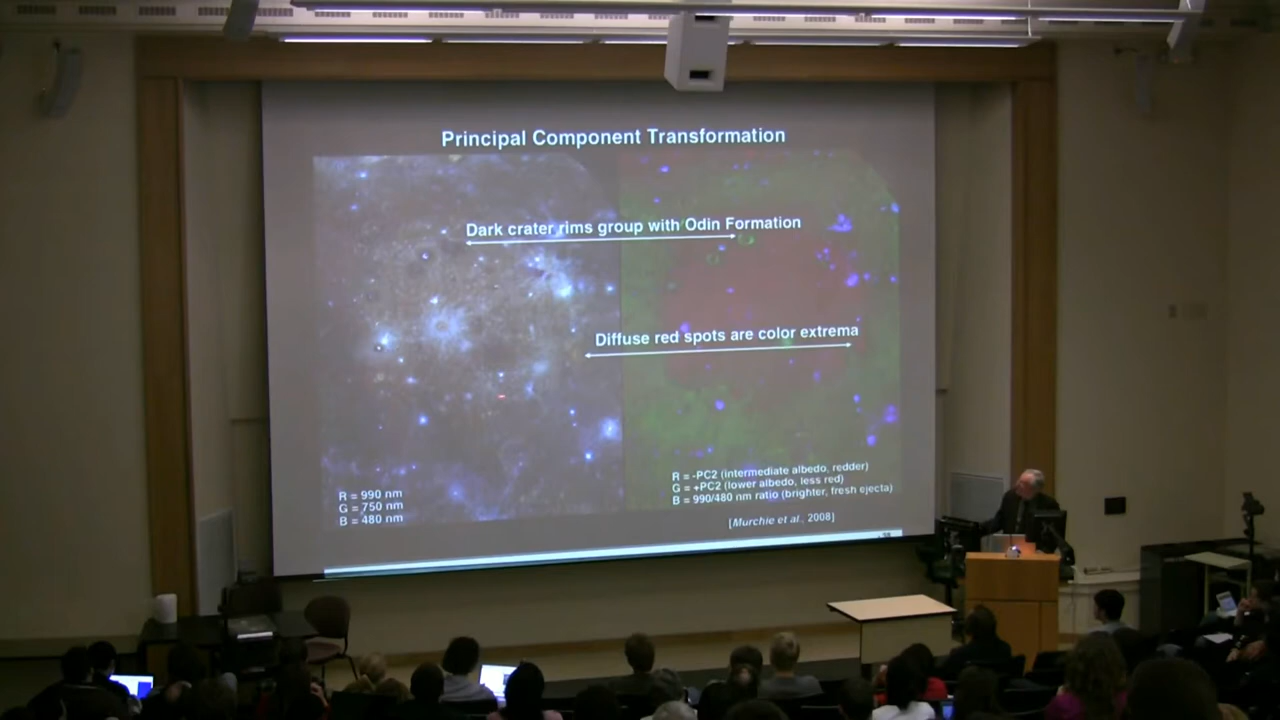 Principal Component Transformation
Dark crater rims group with Odin Formation
Diffuse red spots are color extrema
R = 990 nm
G = 750 nm
B = 480 nm
R = -PC2 (intermediate albedo, redder)
G = +PC2 (lower albedo, less red)
B = 990/480 nm ratio (brighter, fresh ejecta)
[Murchie et al., 2008]